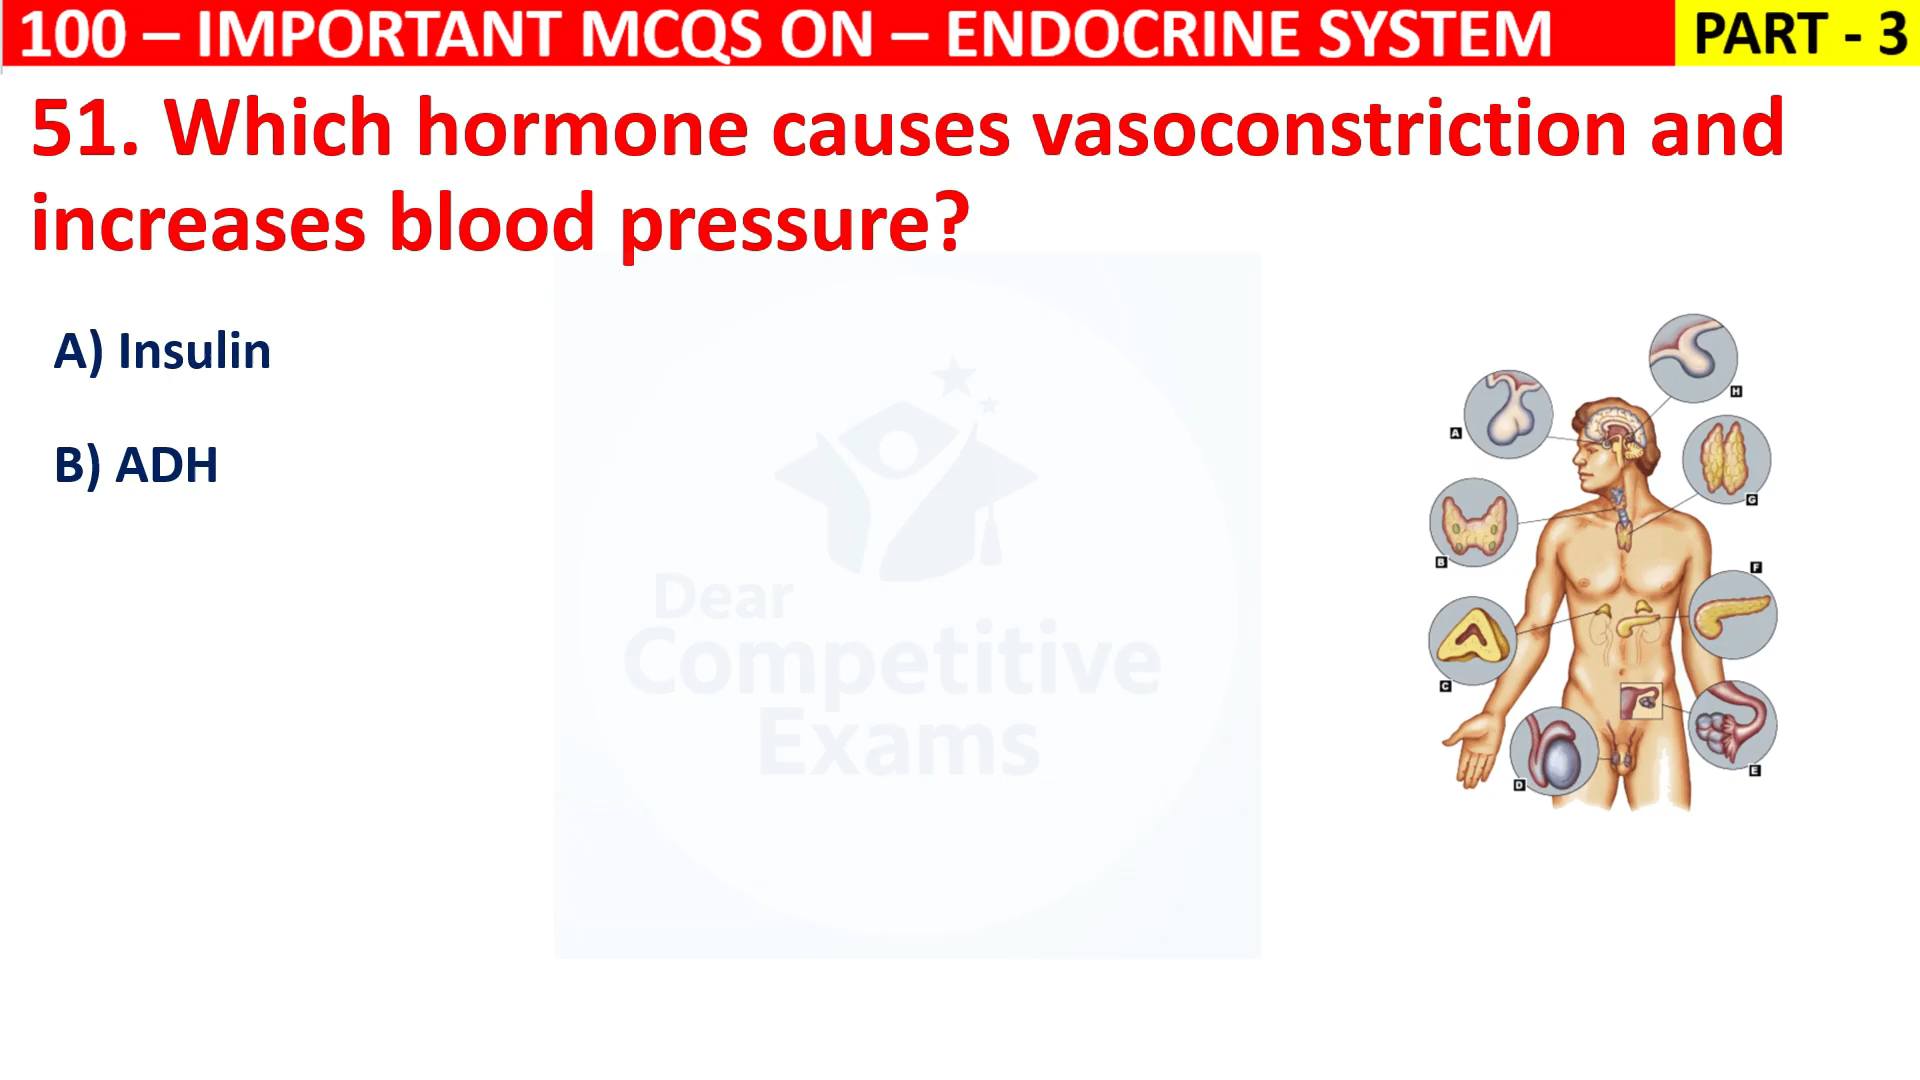 100 – IMPORTANT MCQS ON – ENDOCRINE SYSTEM
PART - 3
51. Which hormone causes vasoconstriction and
increases blood pressure?
A) Insulin
B) ADH
Dear
Competitive
Exams
H
A
G
B
F
C
E
D